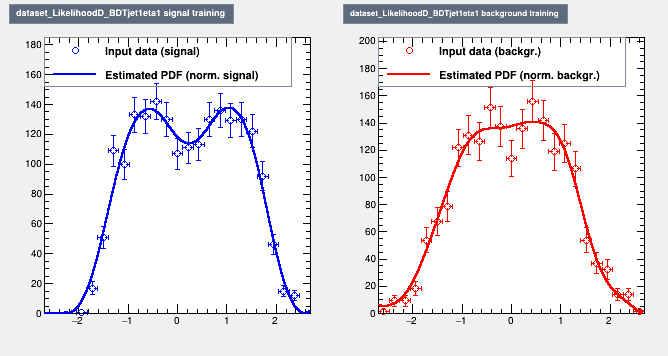 dataset_LikelihoodD_BDTjet1eta1 signal training
Input data (signal)
Estimated PDF (norm. signal)
180
160
140
120
100
80
60
40
20
0
−2 −1 0 1 2
dataset_LikelihoodD_BDTjet1eta1 background training
Input data (backgr.)
Estimated PDF (norm. backgr.)
200
180
160
140
120
100
80
60
40
20
0
−2 −1 0 1 2